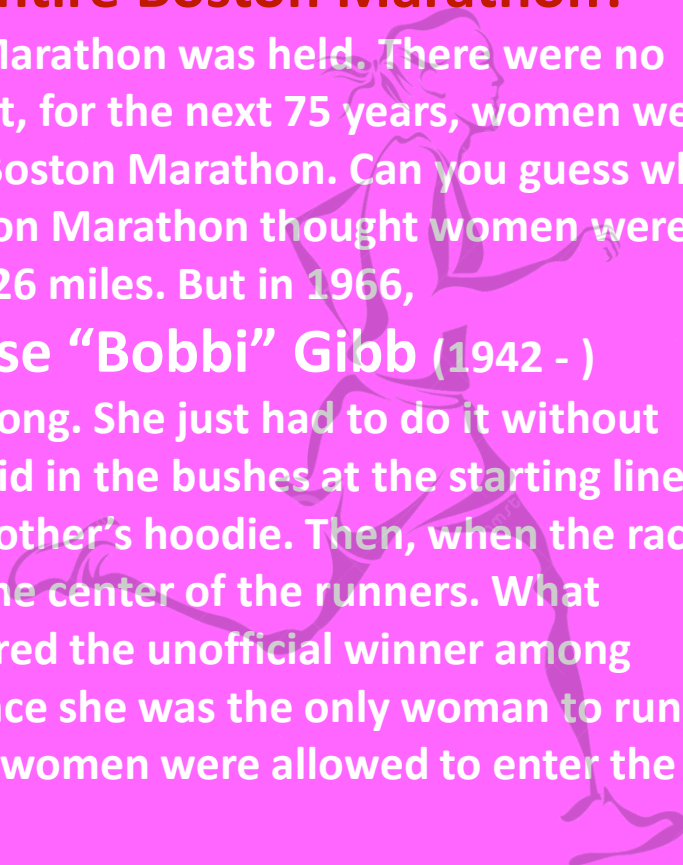 ntire Boston Marathon?
Marathon was held. There were no
t, for the next 75 years, women we
Boston Marathon. Can you guess wh
on Marathon thought women were
26 miles. But in 1966,
se “Bobbi” Gibb (1942 - )
ong. She just had to do it without
id in the bushes at the starting line
other’s hoodie. Then, when the rac
he center of the runners. What
red the unofficial winner among
nce she was the only woman to run
women were allowed to enter the